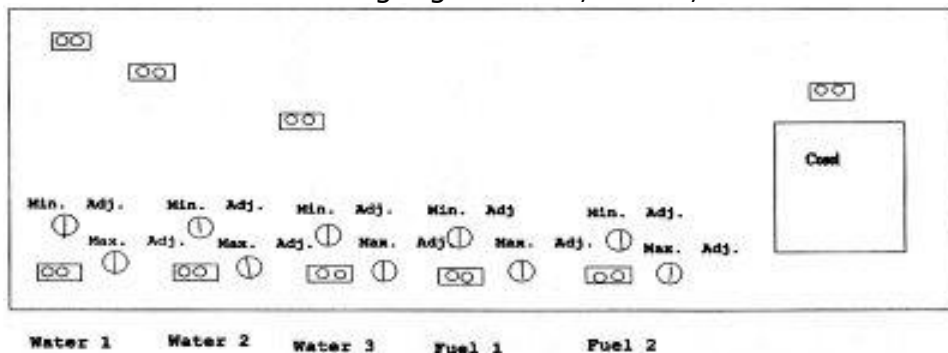 Cosel
Min. Adj. Min. Adj. Min. Adj. Min. Adj Min. Adj.
Max. Adj. Max. Adj. Max. Adj Max. Adj. Max. Adj.
Water 1 Water 2 Water 3 Fuel 1 Fuel 2